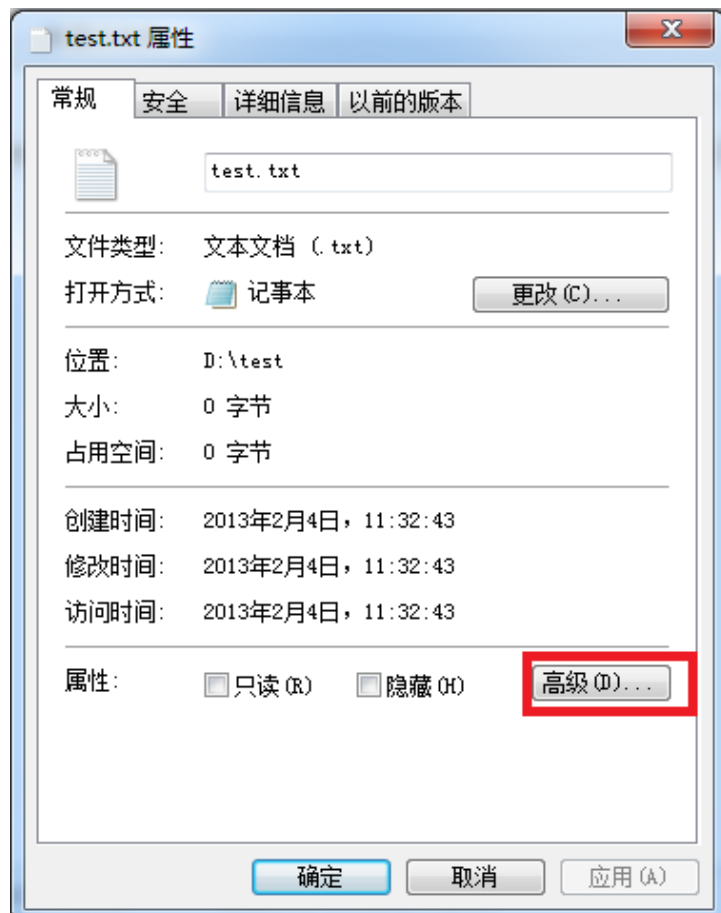 test.txt 属性
常规 安全 详细信息 以前的版本
test.txt
文件类型: 文本文档 (.txt)
打开方式: 记事本 更改(C)...
位置: D:\test
大小: 0 字节
占用空间: 0 字节
创建时间: 2013年2月4日，11:32:43
修改时间: 2013年2月4日，11:32:43
访问时间: 2013年2月4日，11:32:43
属性: 只读(R) 隐藏(H) 高级(D)...
确定 取消 应用(A)